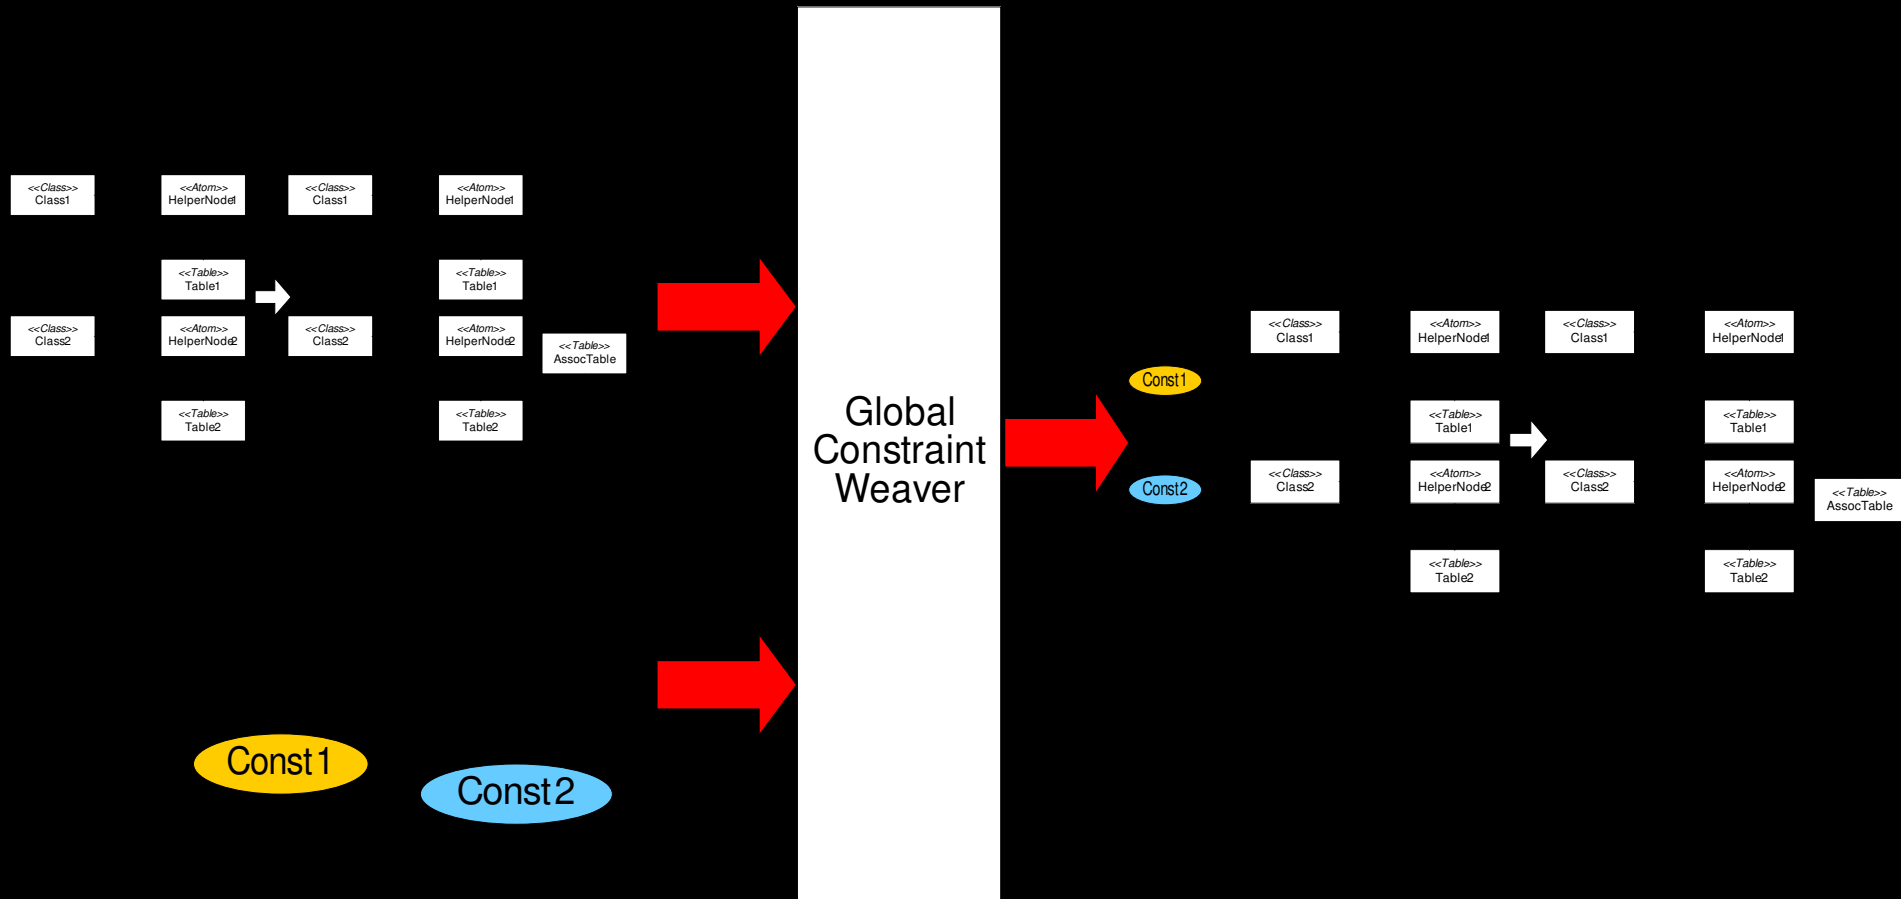 <<Class>>
Class1
<<Atom>>
HelperNode1
<<Class>>
Class1
<<Atom>>
HelperNode1
<<Table>>
Table1
<<Table>>
Table1
<<Class>>
Class2
<<Atom>>
HelperNode2
<<Class>>
Class2
<<Atom>>
HelperNode2
<<Table>>
AssocTable
<<Table>>
Table2
<<Table>>
Table2
Const1
Const2
Global
Constraint
Weaver
Const1
Const2
<<Class>>
Class1
<<Atom>>
HelperNode1
<<Class>>
Class1
<<Atom>>
HelperNode1
<<Table>>
Table1
<<Table>>
Table1
<<Class>>
Class2
<<Atom>>
HelperNode2
<<Class>>
Class2
<<Atom>>
HelperNode2
<<Table>>
AssocTable
<<Table>>
Table2
<<Table>>
Table2